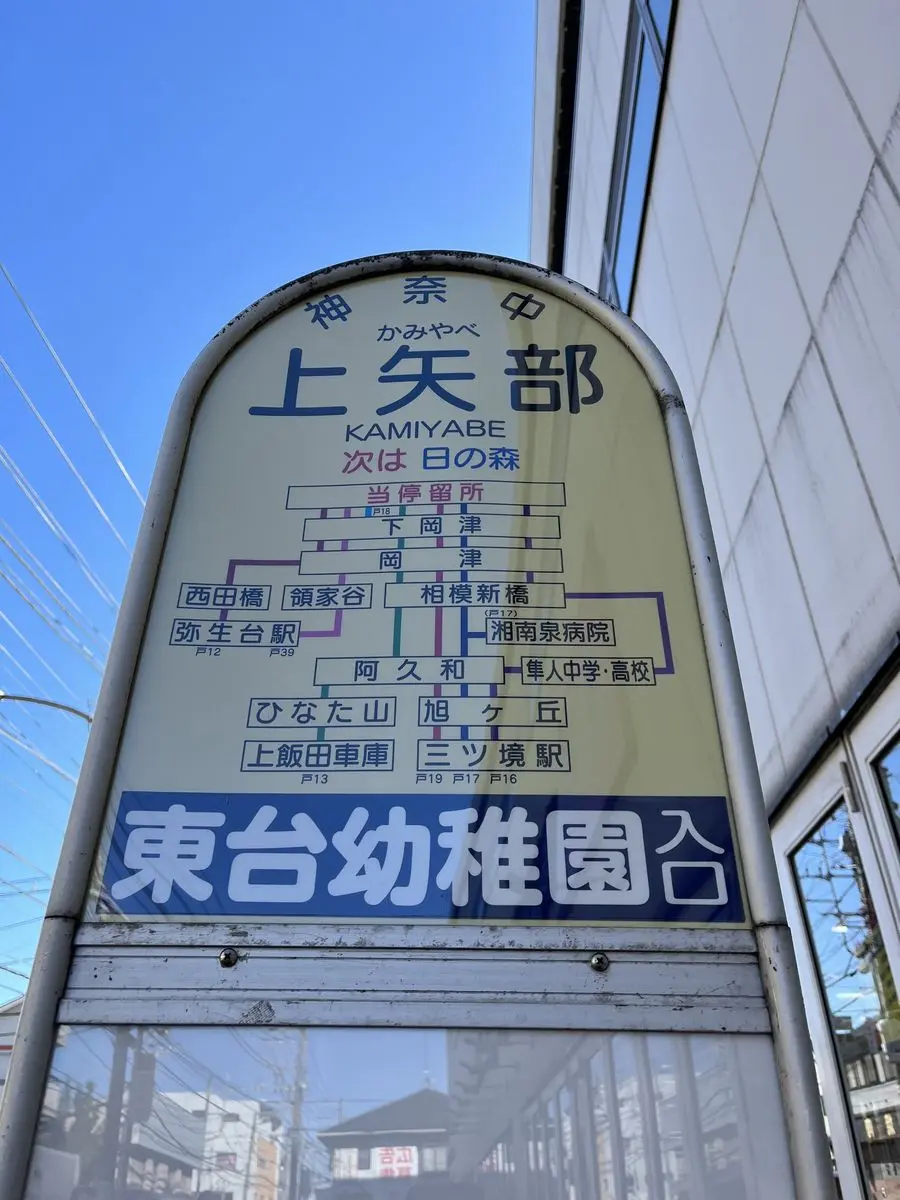 神奈中
かみやべ
上矢部
KAMIYABE
次は 日の森
当停留所
戸18
下岡津
岡津
西田橋 領家谷 相模新橋
(戸17)
弥生台駅 湘南泉病院
戸12 戸39
阿久和 隼人中学・高校
ひなた山 旭ヶ丘
上飯田車庫 三ツ境駅
戸13 戸19 戸17 戸16
東台幼稚園入口
広告